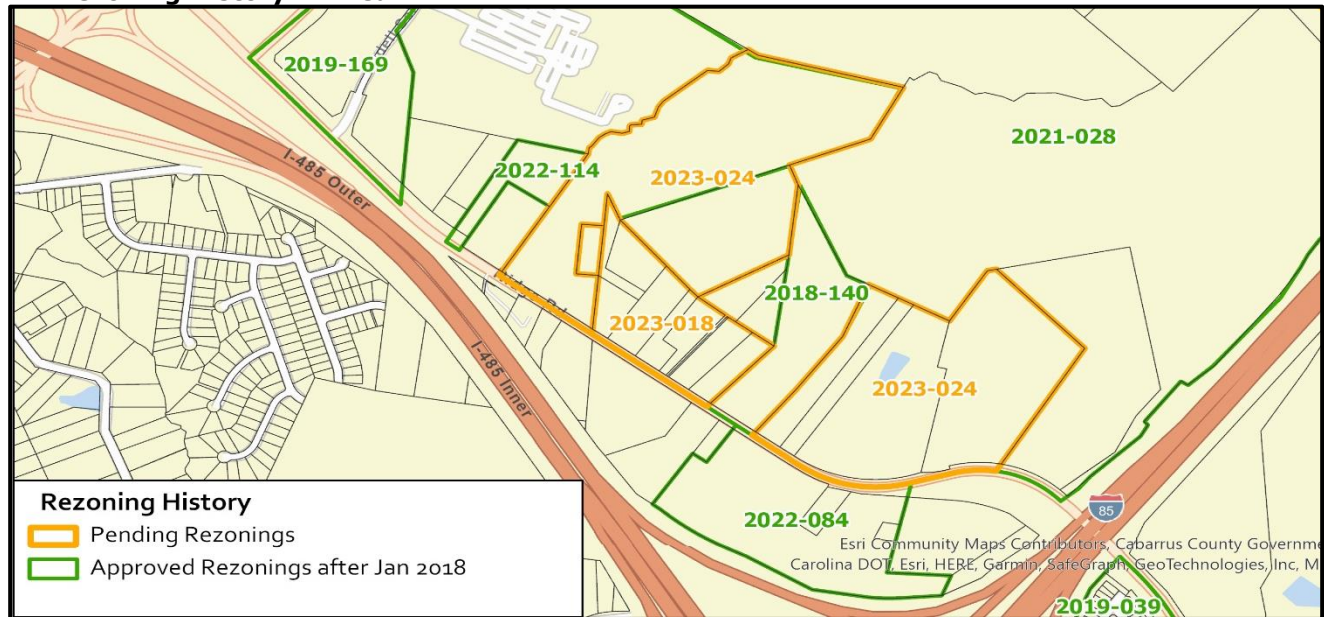 2019-169
2021-028
2022-114
2023-024
I-485 Outer
2018-140
2023-018
I-485 Inner
2023-024
Rezoning History
Pending Rezonings
Approved Rezonings after Jan 2018
2022-084
85
Esri Community Maps Contributors, Cabarrus County Governme
Carolina DOT, Esri, HERE, Garmin, SafeGraph, GeoTechnologies, Inc, M
2019-039